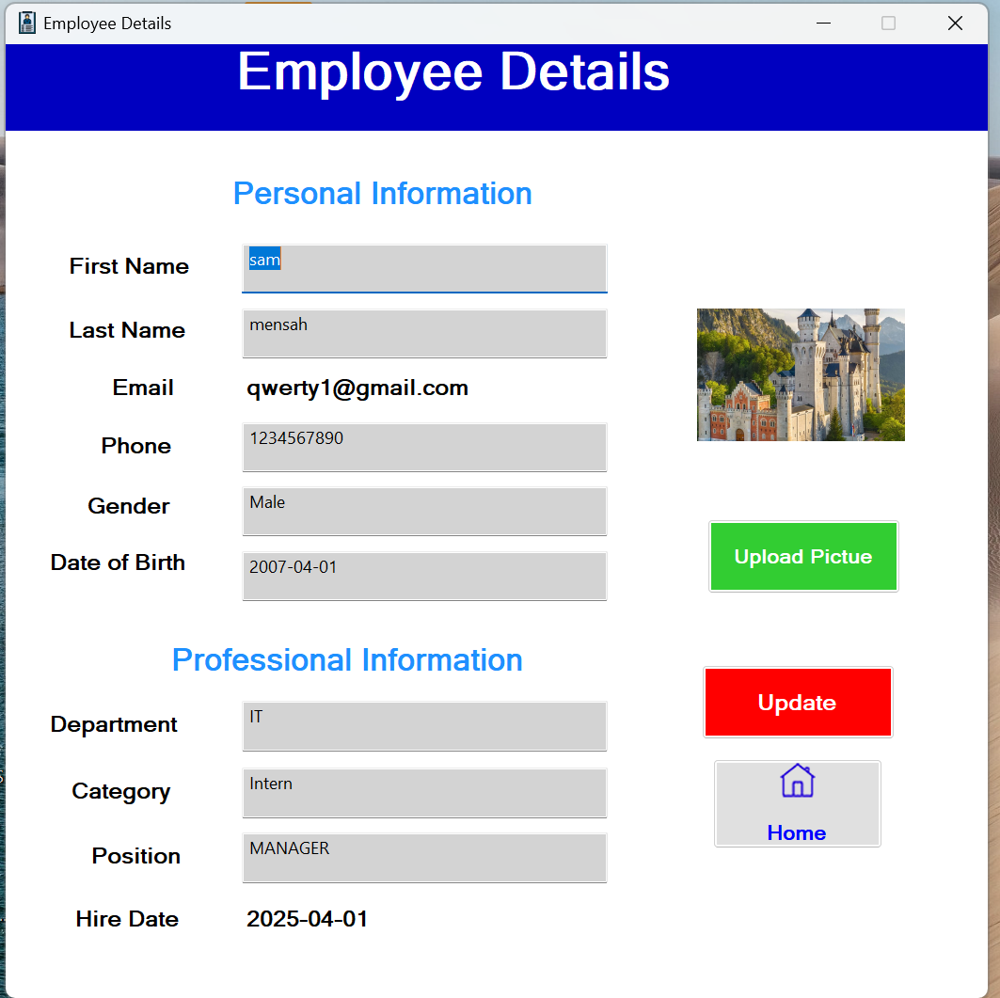 Employee Details
Employee Details
Personal Information
First Name sam
Last Name mensah
Email qwerty1@gmail.com
Phone 1234567890
Gender Male
Date of Birth 2007-04-01
Upload Pictue
Professional Information
Update
Department IT
Category Intern
Home
Position MANAGER
Hire Date 2025-04-01